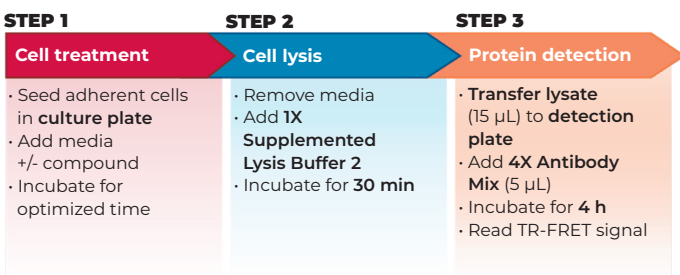 STEP 1
Cell treatment
· Seed adherent cells
in culture plate
· Add media
+/- compound
· Incubate for
optimized time
STEP 2
Cell lysis
· Remove media
· Add 1X
Supplemented
Lysis Buffer 2
· Incubate for 30 min
STEP 3
Protein detection
· Transfer lysate
(15 µL) to detection
plate
· Add 4X Antibody
Mix (5 µL)
· Incubate for 4 h
· Read TR-FRET signal